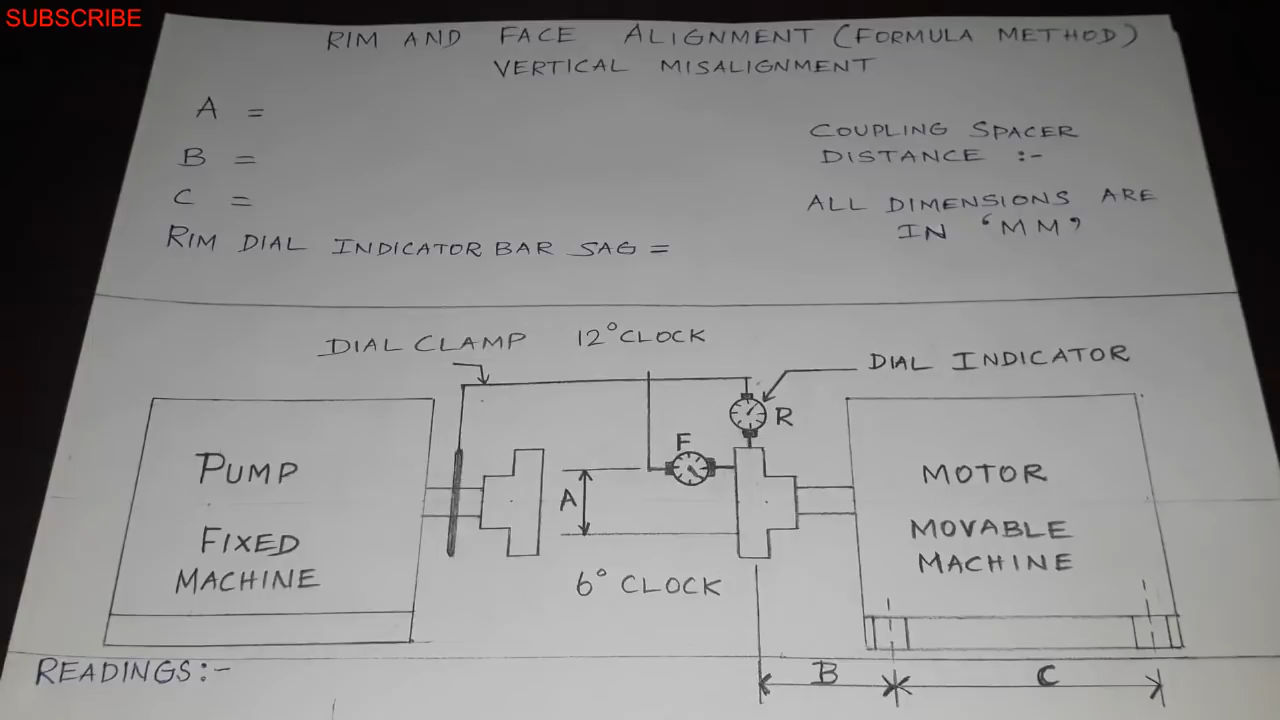 SUBSCRIBE
RIM AND FACE ALIGNMENT (FORMULA METHOD)
VERTICAL MISALIGNMENT
A =
B =
C =
RIM DIAL INDICATOR BAR SAG =
COUPLING SPACER
DISTANCE :-
ALL DIMENSIONS ARE
IN 'MM'
DIAL CLAMP
12° CLOCK
DIAL INDICATOR
R
F
A
PUMP
FIXED
MACHINE
MOTOR
MOVABLE
MACHINE
6° CLOCK
READINGS:-
B
C